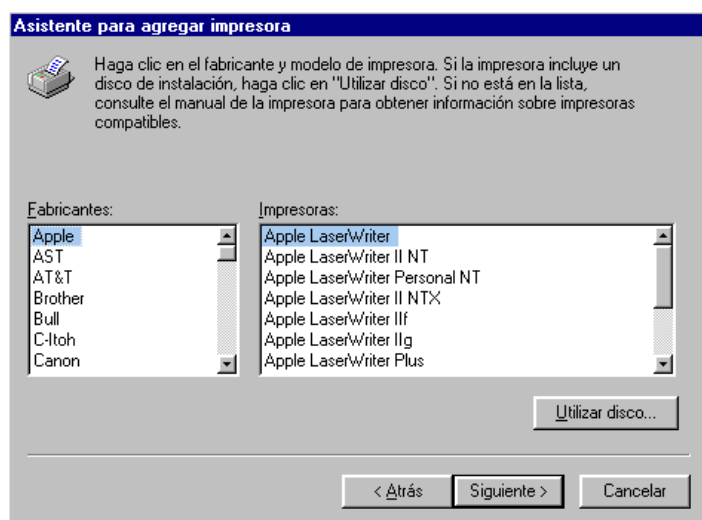 Asistente para agregar impresora
Haga clic en el fabricante y modelo de impresora. Si la impresora incluye un
disco de instalación, haga clic en "Utilizar disco". Si no está en la lista,
consulte el manual de la impresora para obtener información sobre impresoras
compatibles.
Fabricantes:
Apple
AST
AT&T
Brother
Bull
C-Itoh
Canon
Impresoras:
Apple LaserWriter
Apple LaserWriter II NT
Apple LaserWriter Personal NT
Apple LaserWriter II NTX
Apple LaserWriter IIf
Apple LaserWriter IIg
Apple LaserWriter Plus
Utilizar disco...
< Atrás
Siguiente >
Cancelar